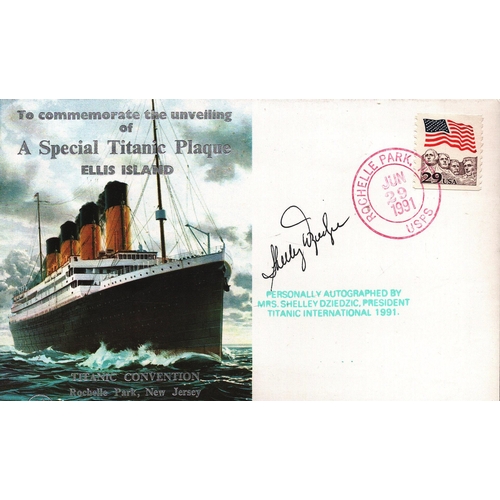 To commemorate the unveiling
of
A Special Titanic Plaque
ELLIS ISLAND
TITANIC CONVENTION
Rochelle Park, New Jersey
29 USA
ROCHELLE PARK,
JUN
29
1991
USPS
Shelley Dziedzic
PERSONALLY AUTOGRAPHED BY
MRS. SHELLEY DZIEDZIC, PRESIDENT
TITANIC INTERNATIONAL 1991.